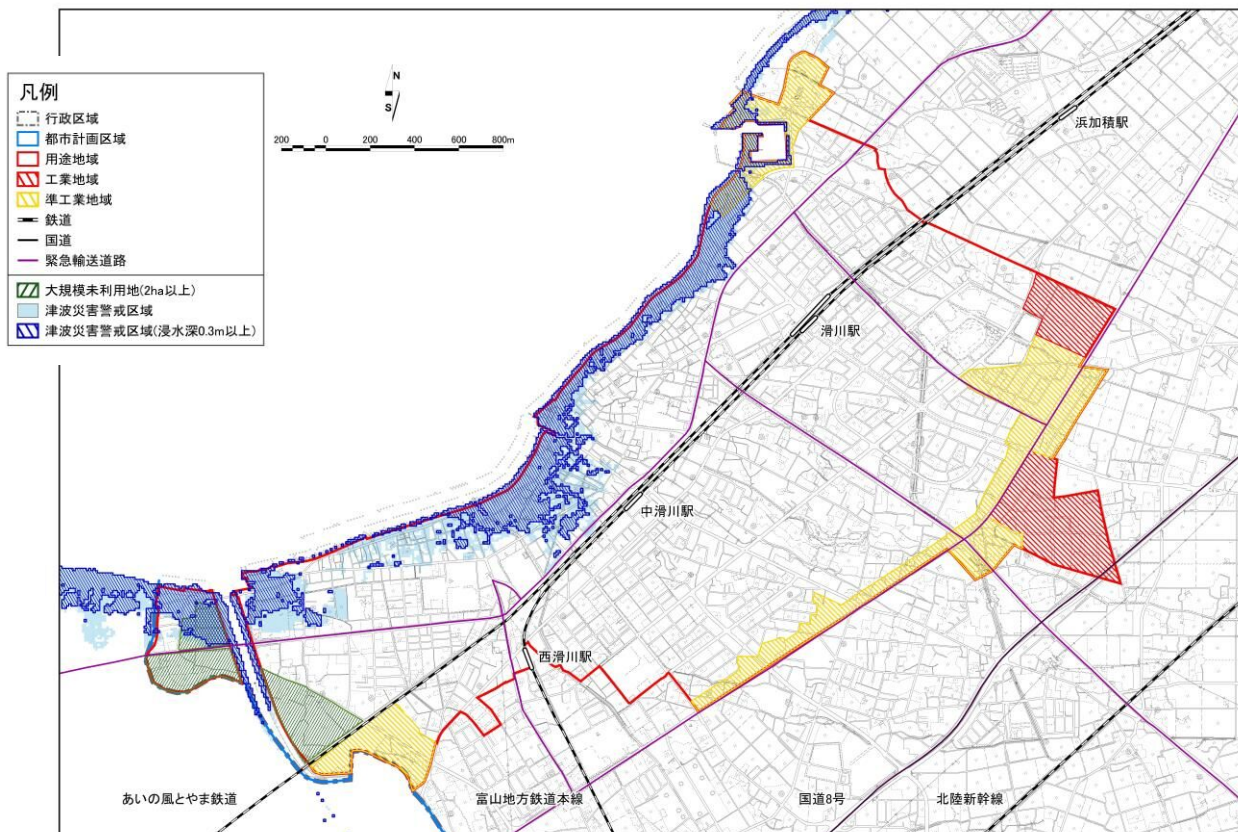 凡例
行政区域
都市計画区域
用途地域
工業地域
準工業地域
鉄道
国道
緊急輸送道路
大規模未利用地(2ha以上)
津波災害警戒区域
津波災害警戒区域(浸水深0.3m以上)
N
S
200 0 200 400 600 800m
浜加積駅
滑川駅
中滑川駅
西滑川駅
あいの風とやま鉄道
富山地方鉄道本線
国道8号
北陸新幹線